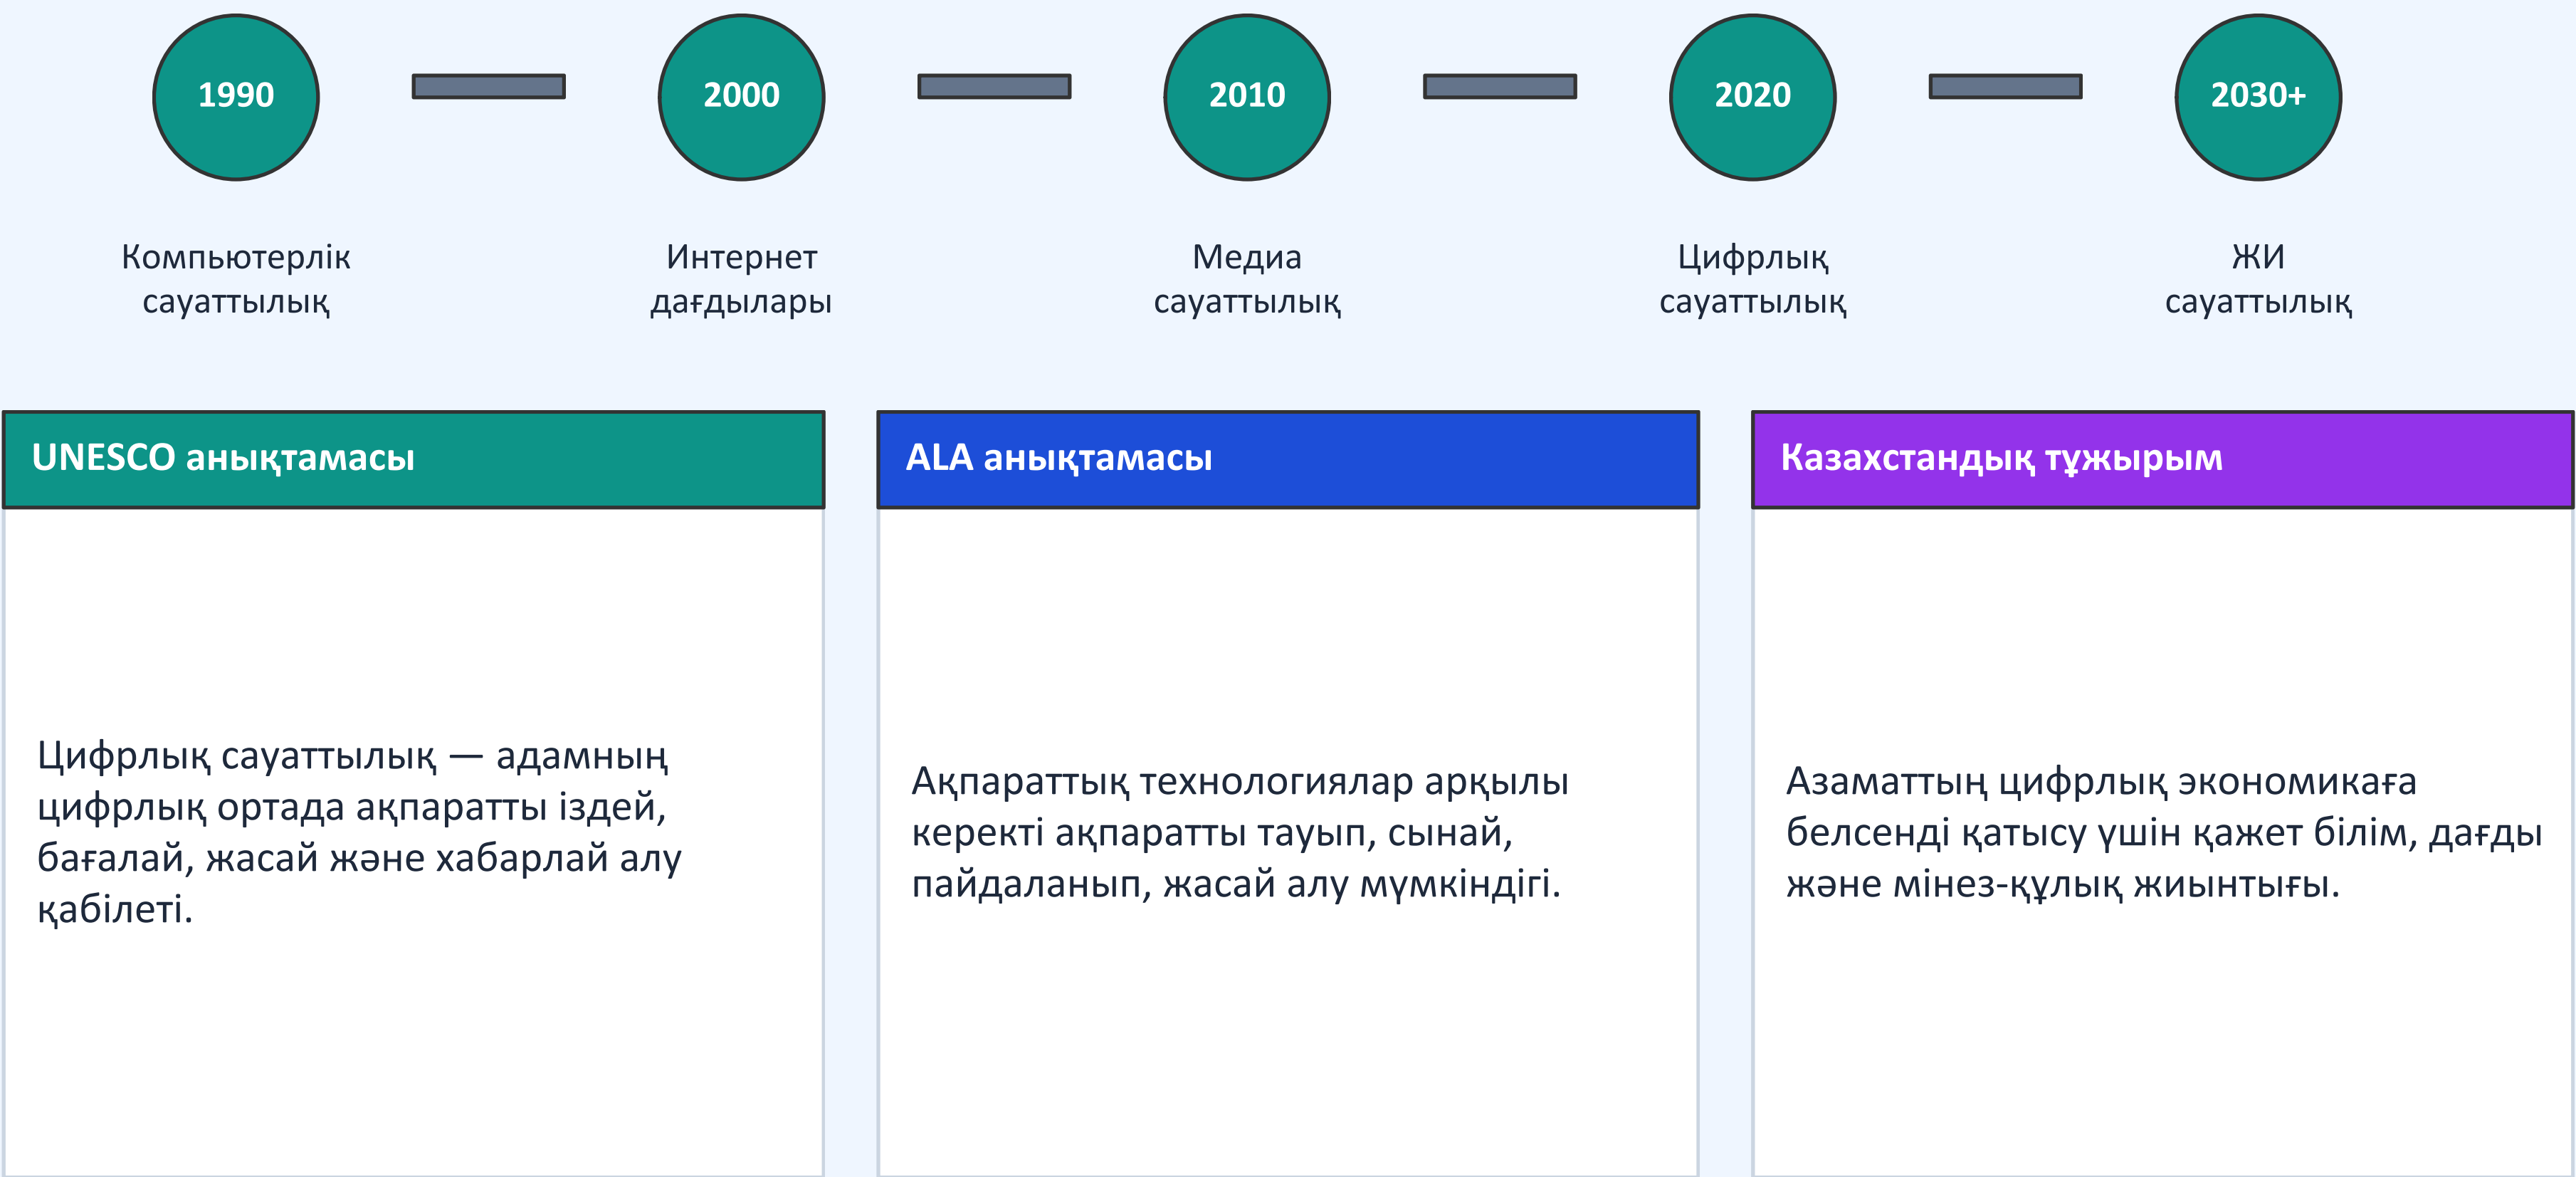 1990
2000
2010
2020
2030+
Компьютерлік
сауаттылық
Интернет
дағдылары
Медиа
сауаттылық
Цифрлық
сауаттылық
ЖИ
сауаттылық
UNESCO анықтамасы
Цифрлық сауаттылық — адамның
цифрлық ортада ақпаратты іздей,
бағалай, жасай және хабарлай алу
қабілеті.
ALA анықтамасы
Ақпараттық технологиялар арқылы
керекті ақпаратты тауып, сынай,
пайдаланып, жасай алу мүмкіндігі.
Казахстандық тұжырым
Азаматтың цифрлық экономикаға
белсенді қатысу үшін қажет білім, дағды
және мінез-құлық жиынтығы.